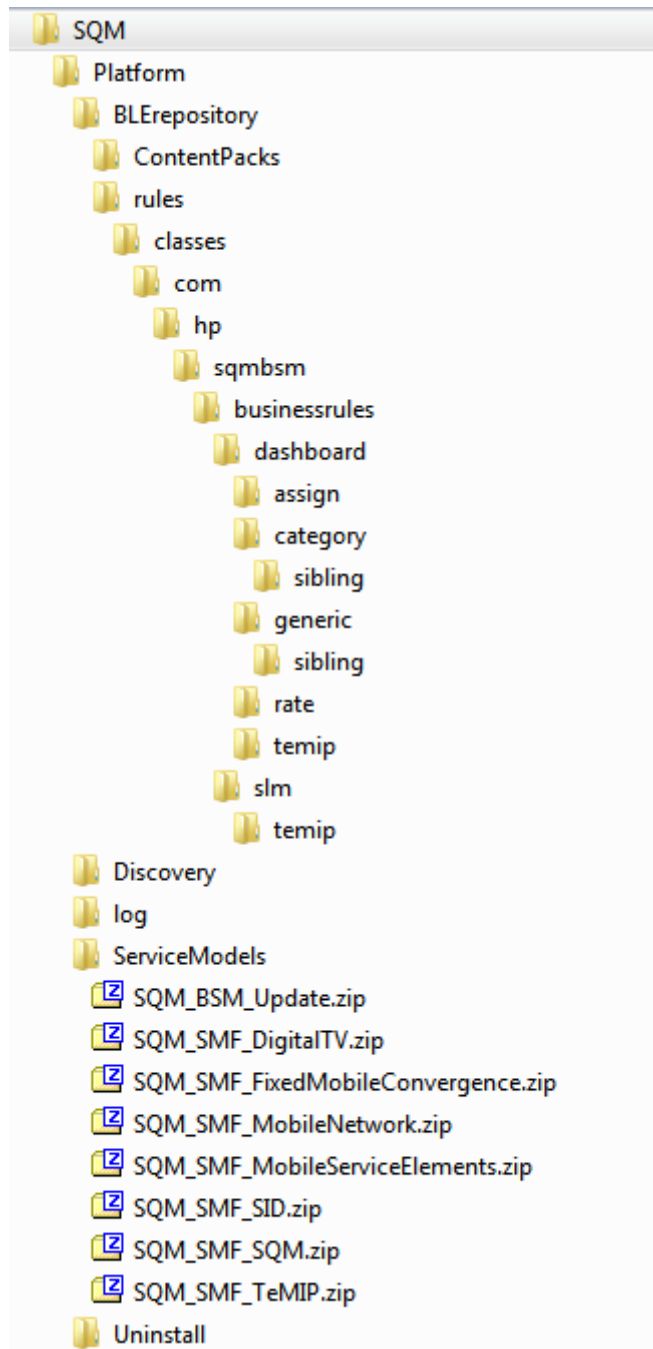 SQM
Platform
BLErepository
ContentPacks
rules
classes
com
hp
sqmbsm
businessrules
dashboard
assign
category
sibling
generic
sibling
rate
temip
slm
temip
Discovery
log
ServiceModels
SQM_BSM_Update.zip
SQM_SMF_DigitalTV.zip
SQM_SMF_FixedMobileConvergence.zip
SQM_SMF_MobileNetwork.zip
SQM_SMF_MobileServiceElements.zip
SQM_SMF_SID.zip
SQM_SMF_SQM.zip
SQM_SMF_TeMIP.zip
Uninstall